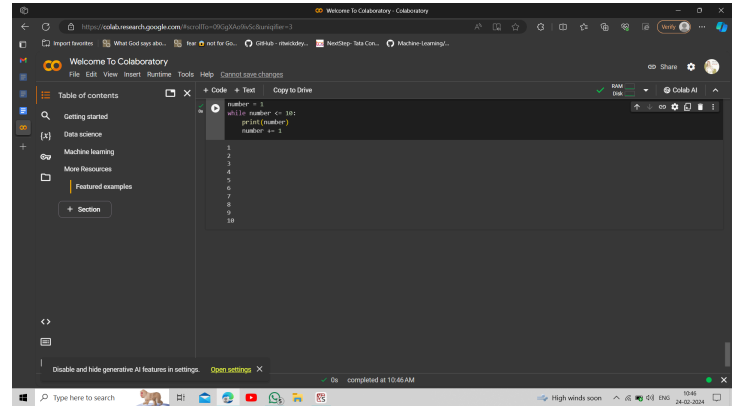 Welcome To Colaboratory - Colaboratory
https://colab.research.google.com/#scrollTo=09GgXAo9iv5c8uniqifier=3
Verify
Import favorites
What God says abo...
fear is not for Go...
GitHub - ritwickdey...
NextStep- Tata Con...
Machine-Learning/...
Welcome To Colaboratory
File Edit View Insert Runtime Tools Help Cannot save changes
Share
+ Code + Text Copy to Drive
RAM
Disk
Colab AI
Table of contents
Getting started
Data science
Machine learning
More Resources
Featured examples
+ Section
{x}
0s
number = 1
while number <= 10:
print(number)
number += 1
1
2
3
4
5
6
7
8
9
10
Disable and hide generative AI features in settings. Open settings
0s completed at 10:46 AM
Type here to search
High winds soon
ENG
10:46
24-02-2024